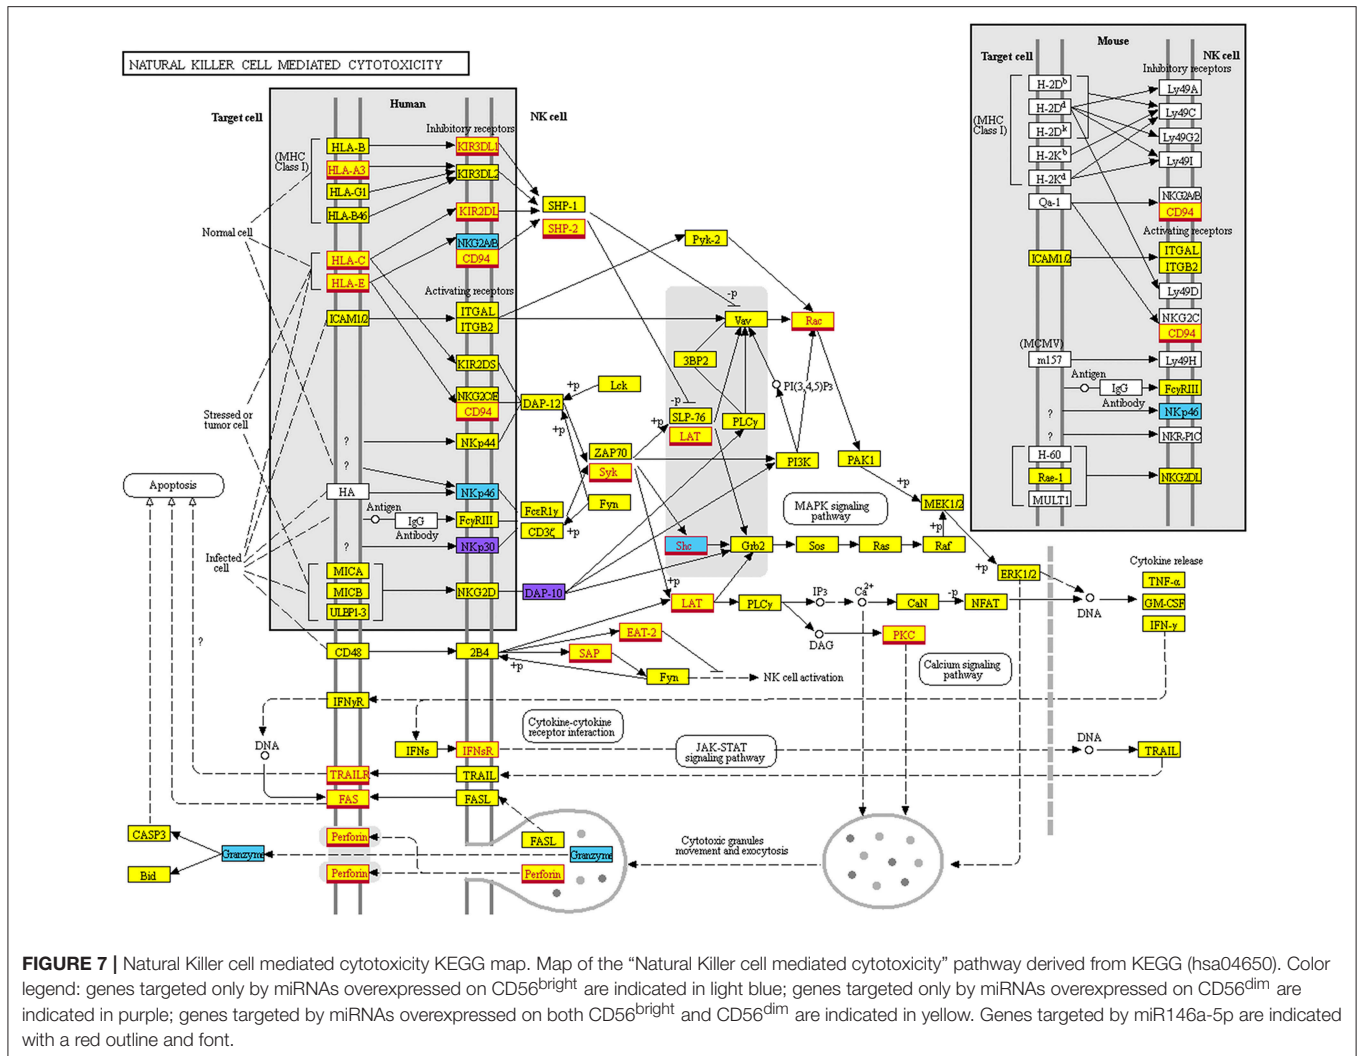 NATURAL KILLER CELL MEDIATED CYTOTOXICITY
Human
Target cell
NK cell
Inhibitory receptors
(MHC
Class I)
HLA-B
KIR3DL1
HLA-A3
KIR3DL2
HLA-G1
HLA-B46
KIR2DL
SHP-1
SHP-2
Normal cell
NKG2A/B
CD94
HLA-C
HLA-E
Activating receptors
ICAM1/2
ITGAL
ITGB2
Pyk-2
-p
Vav
Rac
3BP2
PI(3,4,5)P3
KIR2DS
NKG2C/E
CD94
DAP-12
+p
Lck
+p
-p
SLP-76
LAT
PLCγ
Stressed or
tumor cell
?
NKp44
ZAP70
Syk
+p
PI3K
PAK1
+p
Apoptosis
?
HA
NKp46
Fyn
FcεR1γ
CD3ζ
+p
Antigen
IgG
Antibody
FcγRIII
MAPK signaling
pathway
MEK1/2
+p
Infected
cell
?
NKp30
Shc
Grb2
Sos
Ras
Raf
+p
ERK1/2
MICA
MICB
ULBP1-3
NKG2D
DAP-10
+p
LAT
PLCγ
IP3
Ca2+
CaN
-p
NFAT
DNA
Cytokine release
TNF-α
GM-CSF
IFN-γ
DAG
PKC
?
CD48
2B4
EAT-2
SAP
+p
Fyn
NK cell activation
Calcium signaling
pathway
IFNγR
DNA
IFNs
IFNsR
Cytokine-cytokine
receptor interaction
JAK-STAT
signaling pathway
DNA
TRAIL
TRAILR
TRAIL
FAS
FASL
CASP3
Bid
Granzyme
Perforin
Perforin
FASL
Granzyme
Perforin
Cytotoxic granules
movement and exocytosis
Mouse
Target cell
NK cell
Inhibitory receptors
(MHC
Class I)
H-2Db
H-2Dd
H-2Dk
H-2Kb
H-2Kd
Qa-1
Ly49A
Ly49C
Ly49G2
Ly49I
NKG2A/B
CD94
Activating receptors
ICAM1/2
ITGAL
ITGB2
Ly49D
NKG2C
CD94
(MCMV)
m157
Ly49H
Antigen
IgG
Antibody
FcγRIII
?
NKp46
?
NKR-P1C
H-60
Rae-1
MULT1
NKG2DL
FIGURE 7 | Natural Killer cell mediated cytotoxicity KEGG map. Map of the “Natural Killer cell mediated cytotoxicity” pathway derived from KEGG (hsa04650). Color
legend: genes targeted only by miRNAs overexpressed on CD56bright are indicated in light blue; genes targeted only by miRNAs overexpressed on CD56dim are
indicated in purple; genes targeted by miRNAs overexpressed on both CD56bright and CD56dim are indicated in yellow. Genes targeted by miR146a-5p are indicated
with a red outline and font.